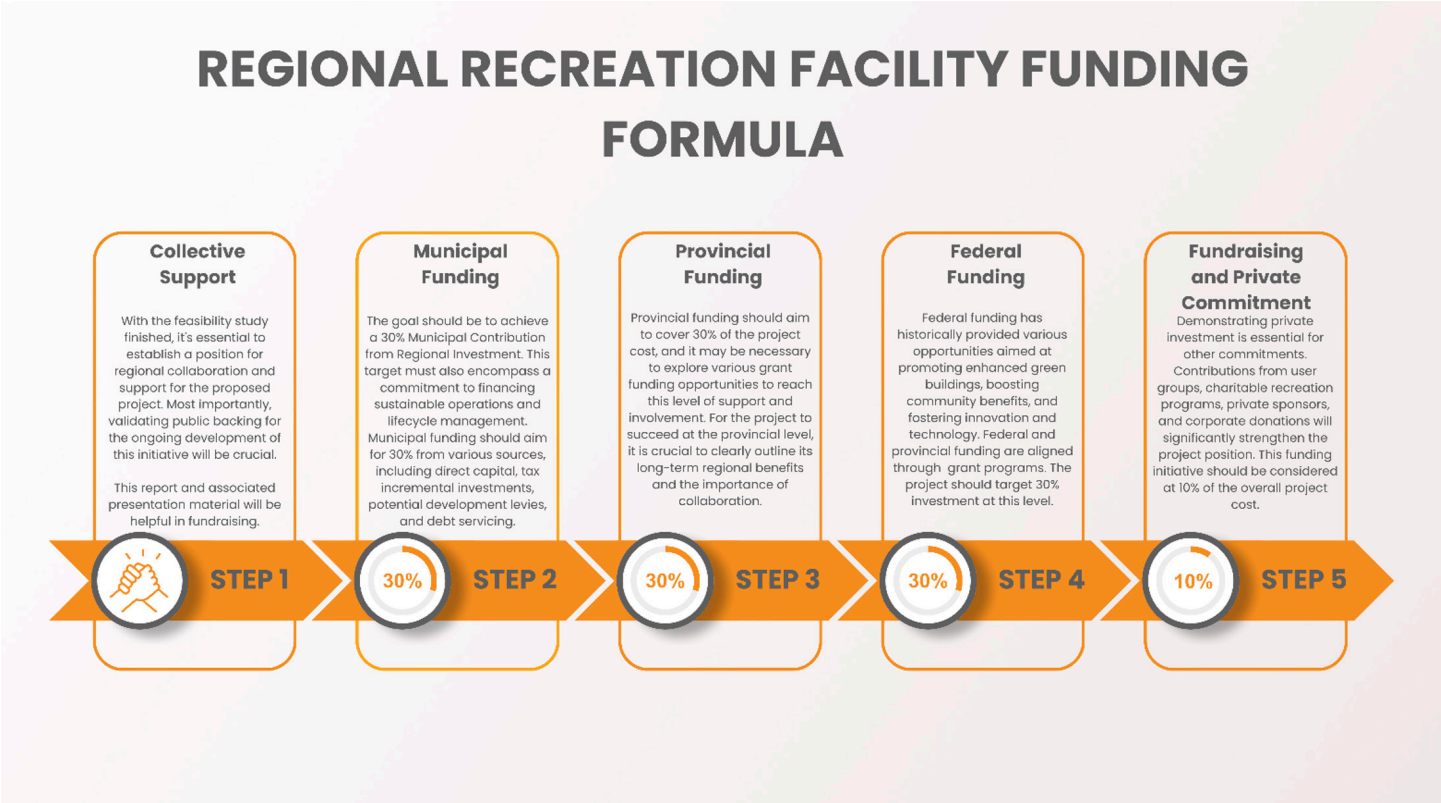 REGIONAL RECREATION FACILITY FUNDING
FORMULA
Collective
Support
With the feasibility study
finished, it's essential to
establish a position for
regional collaboration and
support for the proposed
project. Most importantly,
validating public backing for
the ongoing development of
this initiative will be crucial.
This report and associated
presentation material will be
helpful in fundraising.
STEP 1
Municipal
Funding
The goal should be to achieve
a 30% Municipal Contribution
from Regional Investment. This
target must also encompass a
commitment to financing
sustainable operations and
lifecycle management.
Municipal funding should aim
for 30% from various sources,
including direct capital, tax
incremental investments,
potential development levies,
and debt servicing.
30%
STEP 2
Provincial
Funding
Provincial funding should aim
to cover 30% of the project
cost, and it may be necessary
to explore various grant
funding opportunities to reach
this level of support and
involvement. For the project to
succeed at the provincial level,
it is crucial to clearly outline its
long-term regional benefits
and the importance of
collaboration.
30%
STEP 3
Federal
Funding
Federal funding has
historically provided various
opportunities aimed at
promoting enhanced green
buildings, boosting
community benefits, and
fostering innovation and
technology. Federal and
provincial funding are aligned
through grant programs. The
project should target 30%
investment at this level.
30%
STEP 4
Fundraising
and Private
Commitment
Demonstrating private
investment is essential for
other commitments.
Contributions from user
groups, charitable recreation
programs, private sponsors,
and corporate donations will
significantly strengthen the
project position. This funding
initiative should be considered
at 10% of the overall project
cost.
10%
STEP 5